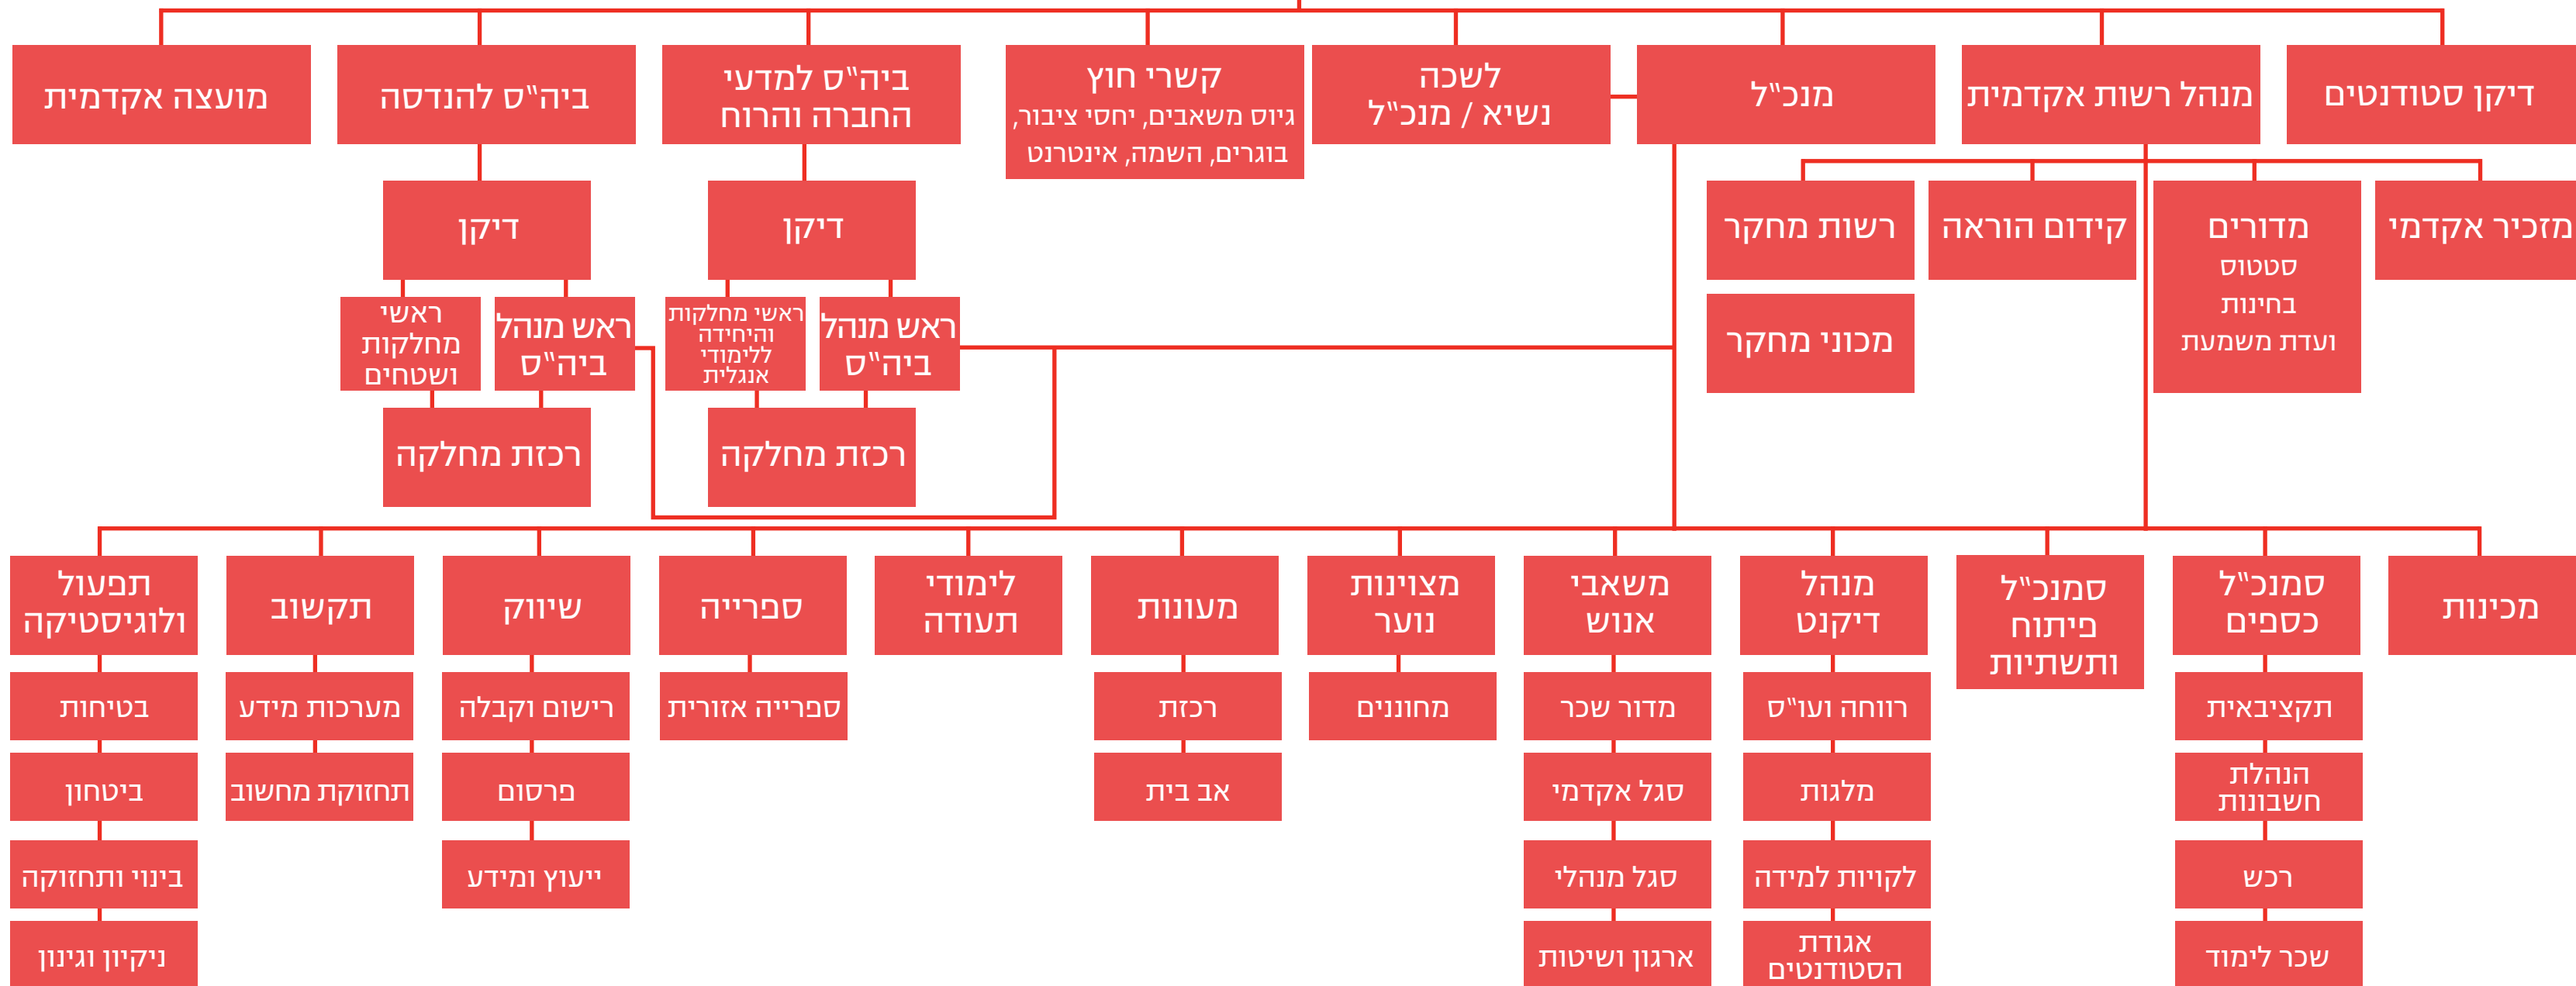 דיקן סטודנטים
מנהל רשות אקדמית
מנכ"ל
לשכה
נשיא / מנכ"ל
קשרי חוץ
גיוס משאבים, יחסי ציבור,
בוגרים, השמה, אינטרנט
ביה"ס למדעי
החברה והרוח
ביה"ס להנדסה
מועצה אקדמית
מזכיר אקדמי
מדורים
סטטוס
בחינות
ועדת משמעת
קידום הוראה
רשות מחקר
מכוני מחקר
דיקן
ראש מנהל
ביה"ס
ראשי מחלקות
והיחידה
ללימודי
אנגלית
רכזת מחלקה
דיקן
ראש מנהל
ביה"ס
ראשי
מחלקות
ושטחים
רכזת מחלקה
מכינות
סמנכ"ל
כספים
תקציבאית
הנהלת
חשבונות
רכש
שכר לימוד
סמנכ"ל
פיתוח
ותשתיות
מנהל
דיקנט
רווחה ועו"ס
מלגות
לקויות למידה
אגודת
הסטודנטים
משאבי
אנוש
מדור שכר
סגל אקדמי
סגל מנהלי
ארגון ושיטות
מצוינות
נוער
מחוננים
מעונות
רכזת
אב בית
לימודי
תעודה
ספרייה
ספרייה אזורית
שיווק
רישום וקבלה
פרסום
ייעוץ ומידע
תקשוב
מערכות מידע
תחזוקת מחשוב
תפעול
ולוגיסטיקה
בטיחות
ביטחון
בינוי ותחזוקה
ניקיון וגינון